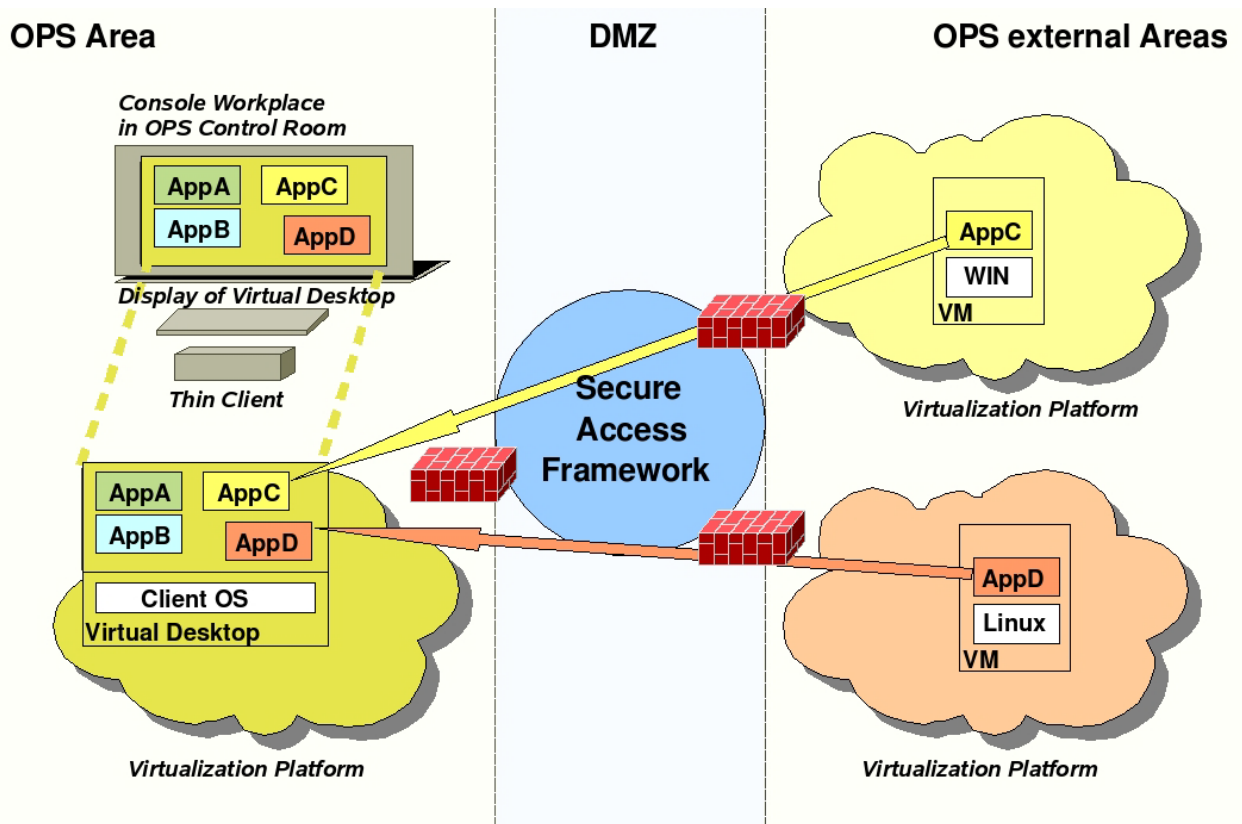 OPS Area
DMZ
OPS external Areas
Console Workplace
in OPS Control Room
AppA
AppC
AppB
AppD
Display of Virtual Desktop
Thin Client
AppA
AppC
AppB
AppD
Client OS
Virtual Desktop
Virtualization Platform
Secure
Access
Framework
AppC
WIN
VM
Virtualization Platform
AppD
Linux
VM
Virtualization Platform